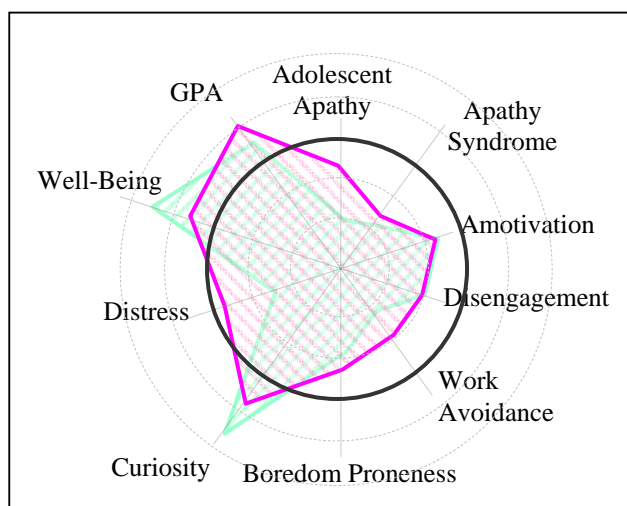 Adolescent
Apathy
Apathy
Syndrome
Amotivation
Disengagement
Work
Avoidance
Boredom Proneness
Curiosity
Distress
Well-Being
GPA